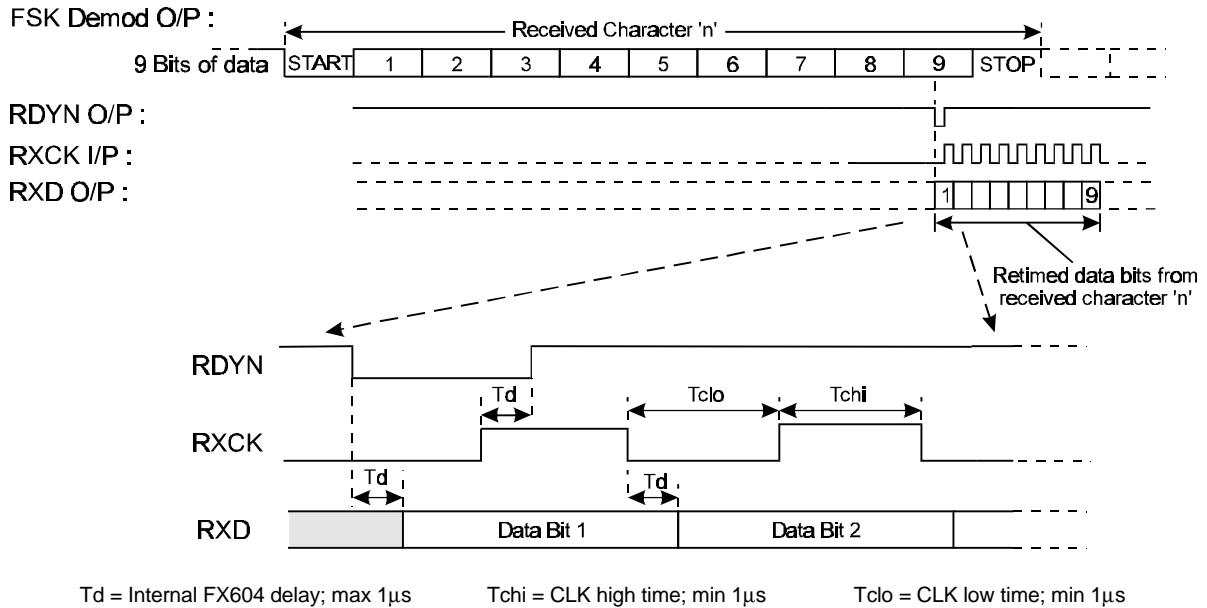 FSK Demod O/P :
Received Character 'n'
9 Bits of data START 1 2 3 4 5 6 7 8 9 STOP
RDYN O/P :
RXCK I/P :
RXD O/P : 1 9
Retimed data bits from
received character 'n'
RDYN
Td Tclo Tchi
RXCK
Td Td
RXD Data Bit 1 Data Bit 2
Td = Internal FX604 delay; max 1μs Tchi = CLK high time; min 1μs Tclo = CLK low time; min 1μs